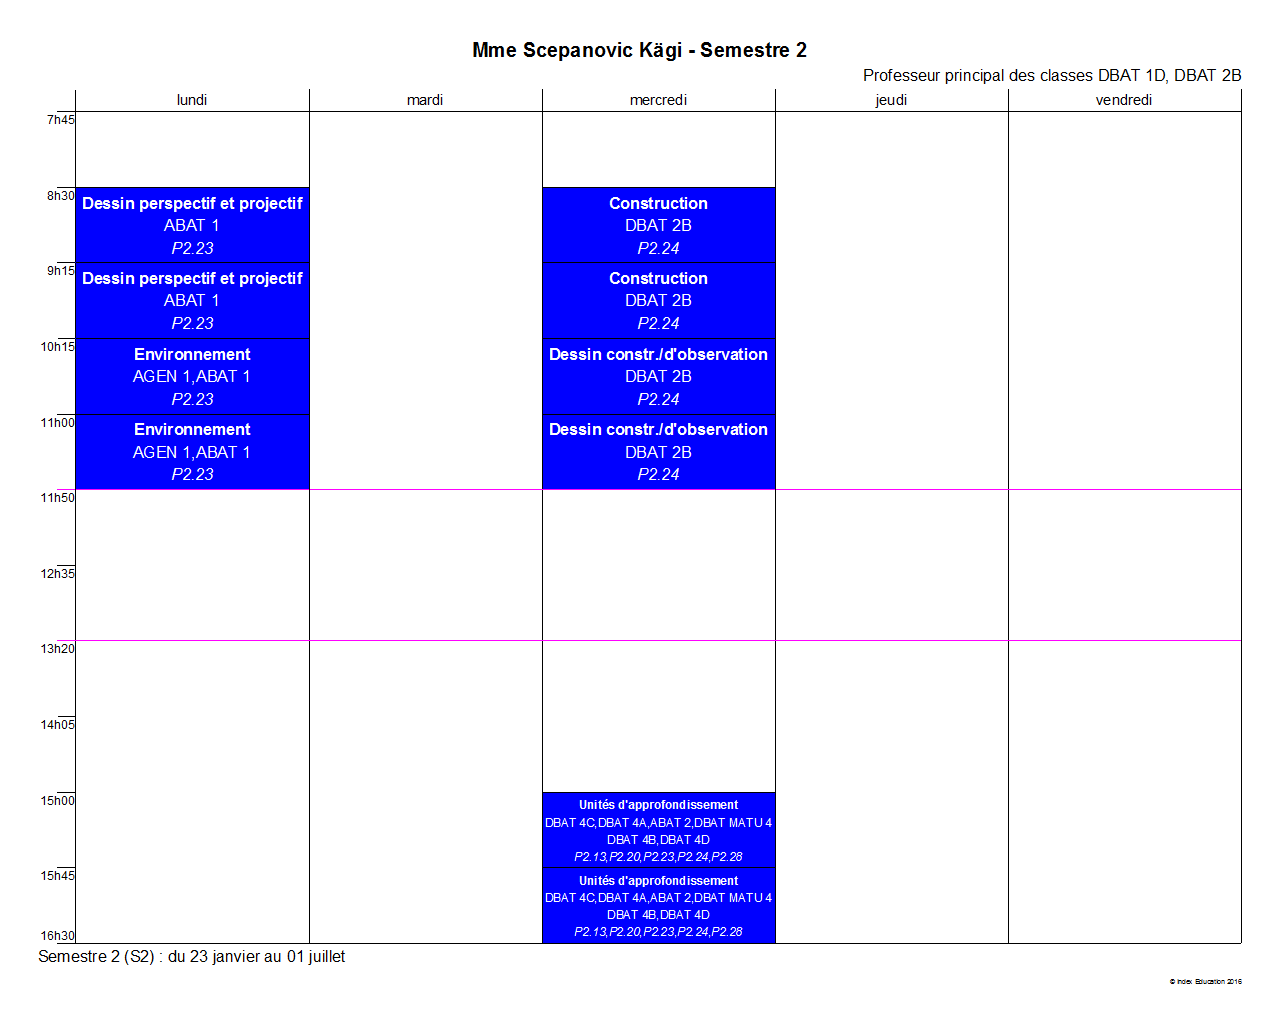 Mme Scepanovic Kägi - Semestre 2
Professeur principal des classes DBAT 1D, DBAT 2B
lundi mardi mercredi jeudi vendredi
7h45
8h30
Dessin perspectif et projectif
ABAT 1
P2.23
Construction
DBAT 2B
P2.24
9h15
Dessin perspectif et projectif
ABAT 1
P2.23
Construction
DBAT 2B
P2.24
10h15
Environnement
AGEN 1,ABAT 1
P2.23
Dessin constr./d'observation
DBAT 2B
P2.24
11h00
Environnement
AGEN 1,ABAT 1
P2.23
Dessin constr./d'observation
DBAT 2B
P2.24
11h50
12h35
13h20
14h05
15h00
Unités d'approfondissement
DBAT 4C,DBAT 4A,ABAT 2,DBAT MATU 4
DBAT 4B,DBAT 4D
P2.13,P2.20,P2.23,P2.24,P2.28
15h45
Unités d'approfondissement
DBAT 4C,DBAT 4A,ABAT 2,DBAT MATU 4
DBAT 4B,DBAT 4D
P2.13,P2.20,P2.23,P2.24,P2.28
16h30
Semestre 2 (S2) : du 23 janvier au 01 juillet
© Index Education 2016